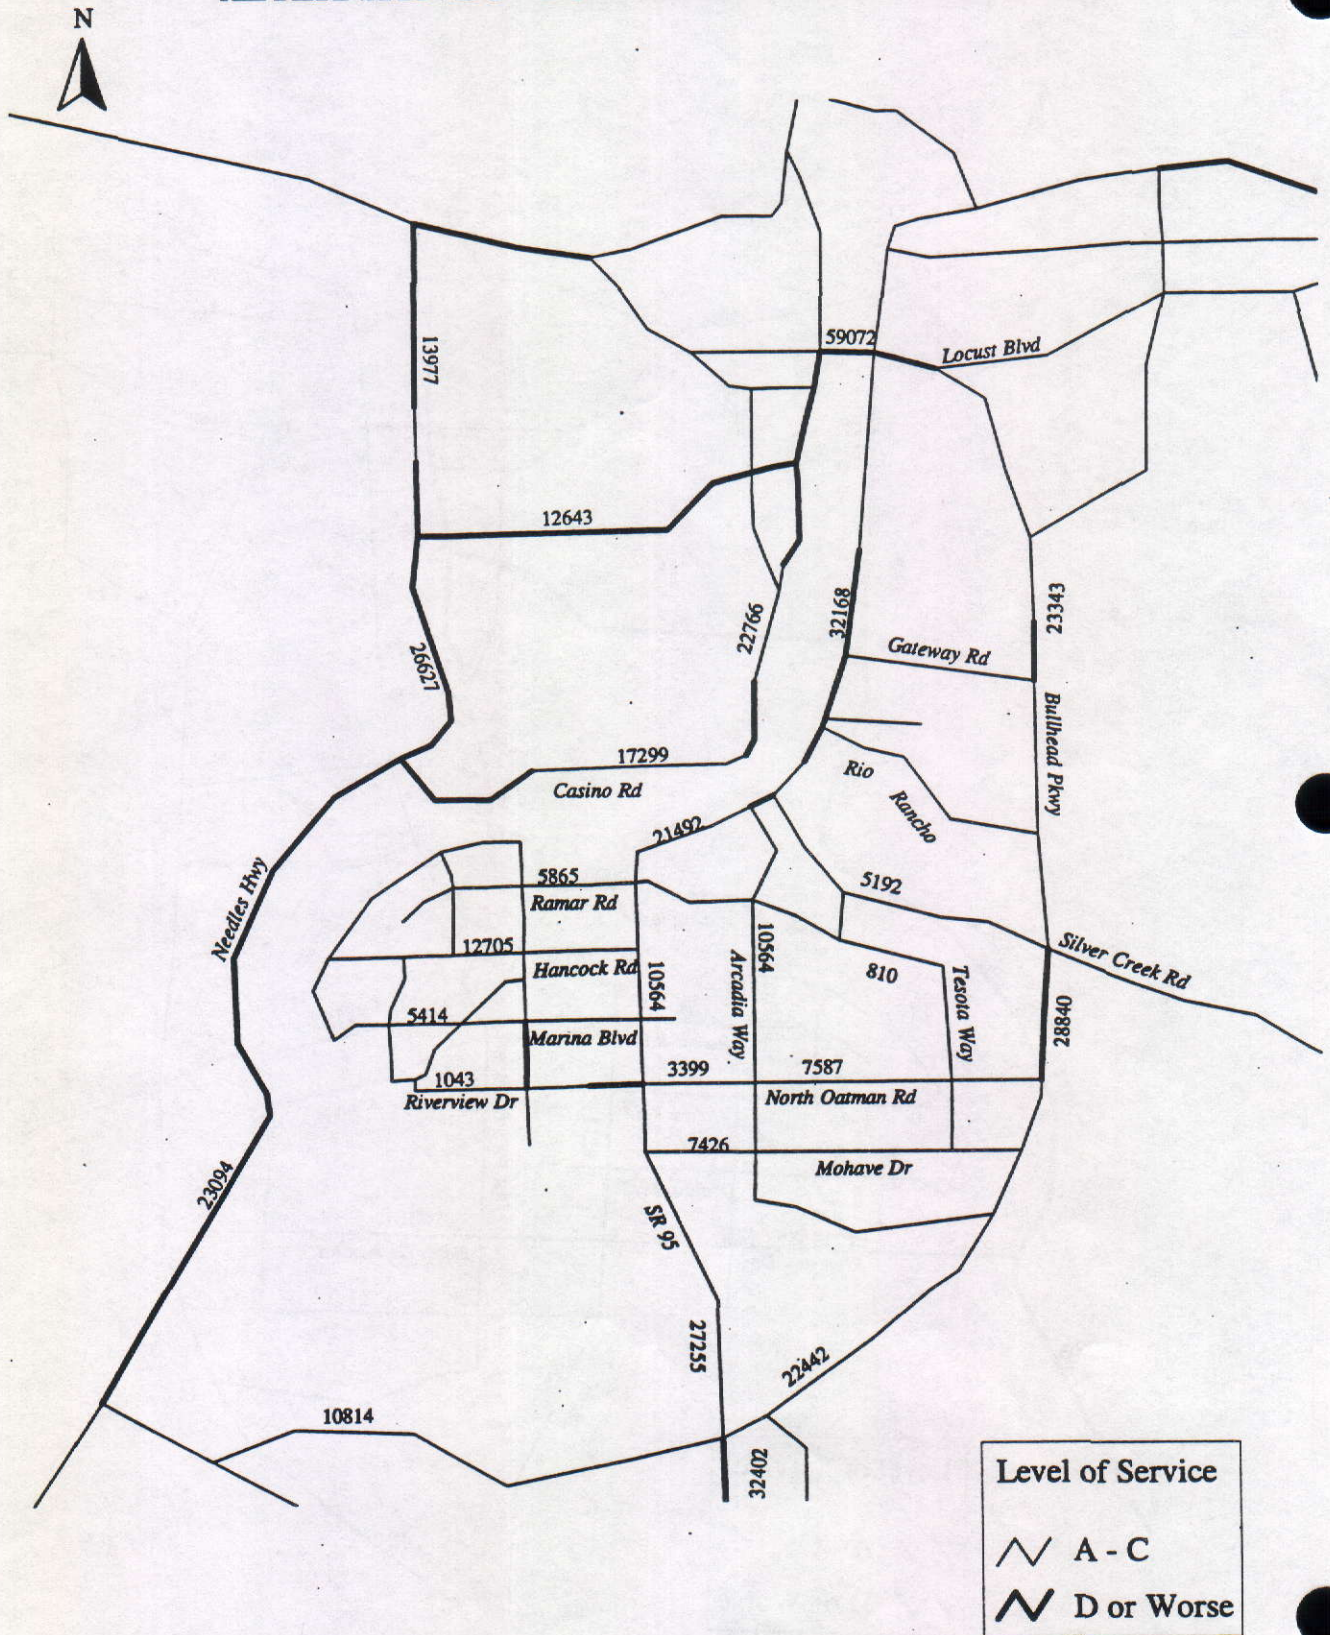 N
59072
Locust Blvd
13977
12643
23343
32168
22766
Gateway Rd
26627
Bullhead Pkwy
17299
Casino Rd
Rio
Rancho
21492
Needles Hwy
5865
5192
Ramar Rd
12705
10564
Silver Creek Rd
Hancock Rd
10564
Arcadia Way
810
Tesota Way
5414
28840
Marina Blvd
3399
7587
1043
Riverview Dr
North Oatman Rd
7426
Mohave Dr
23094
SR 95
27255
22442
10814
32402
Level of Service
A - C
D or Worse